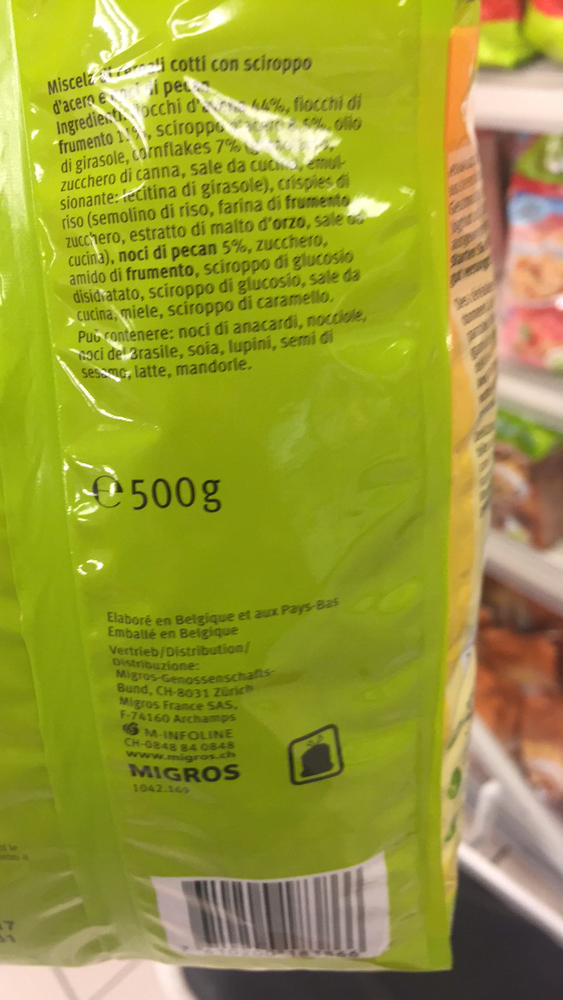 Miscela di cereali cotti con sciroppo
d'acero e noci di pecan
Ingredienti: fiocchi d'avena 44%, fiocchi di
frumento 11%, sciroppo d'acero 8.5%, olio
di girasole, cornflakes 7%
zucchero di canna, sale da cucina, emul-
sionante: lecitina di girasole), crispies di
riso (semolino di riso, farina di frumento,
zucchero, estratto di malto d'orzo, sale da
cucina), noci di pecan 5%, zucchero,
amido di frumento, sciroppo di glucosio
disidratato, sciroppo di glucosio, sale da
cucina, miele, sciroppo di caramello.
Può contenere: noci di anacardi, nocciole,
noci del Brasile, soia, lupini, semi di
sesamo, latte, mandorle.
℮500g
Elaboré en Belgique et aux Pays-Bas
Emballé en Belgique
Vertrieb/Distribution/
Distribuzione:
Migros-Genossenschafts-
Bund, CH-8031 Zürich
Migros France SAS,
F-74160 Archamps
M-INFOLINE
CH-0848 84 0848
www.migros.ch
MIGROS
1042.169